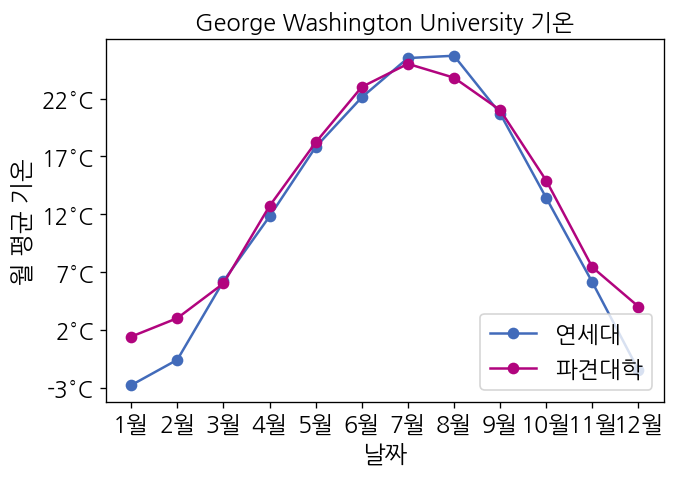 George Washington University 기온
월 평균 기온
22°C
17°C
12°C
7°C
2°C
-3°C
1월 2월 3월 4월 5월 6월 7월 8월 9월 10월 11월 12월
날짜
연세대
파견대학